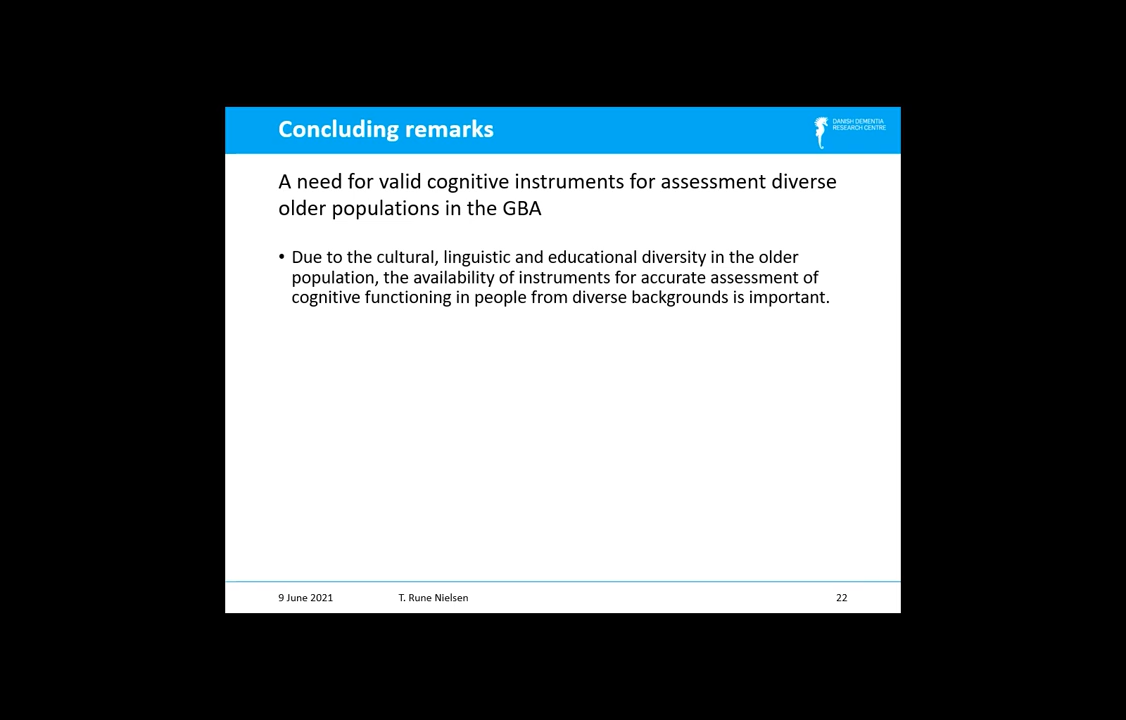 Concluding remarks
DANISH DEMENTIA
RESEARCH CENTRE
A need for valid cognitive instruments for assessment diverse
older populations in the GBA
• Due to the cultural, linguistic and educational diversity in the older
population, the availability of instruments for accurate assessment of
cognitive functioning in people from diverse backgrounds is important.
9 June 2021 T. Rune Nielsen 22